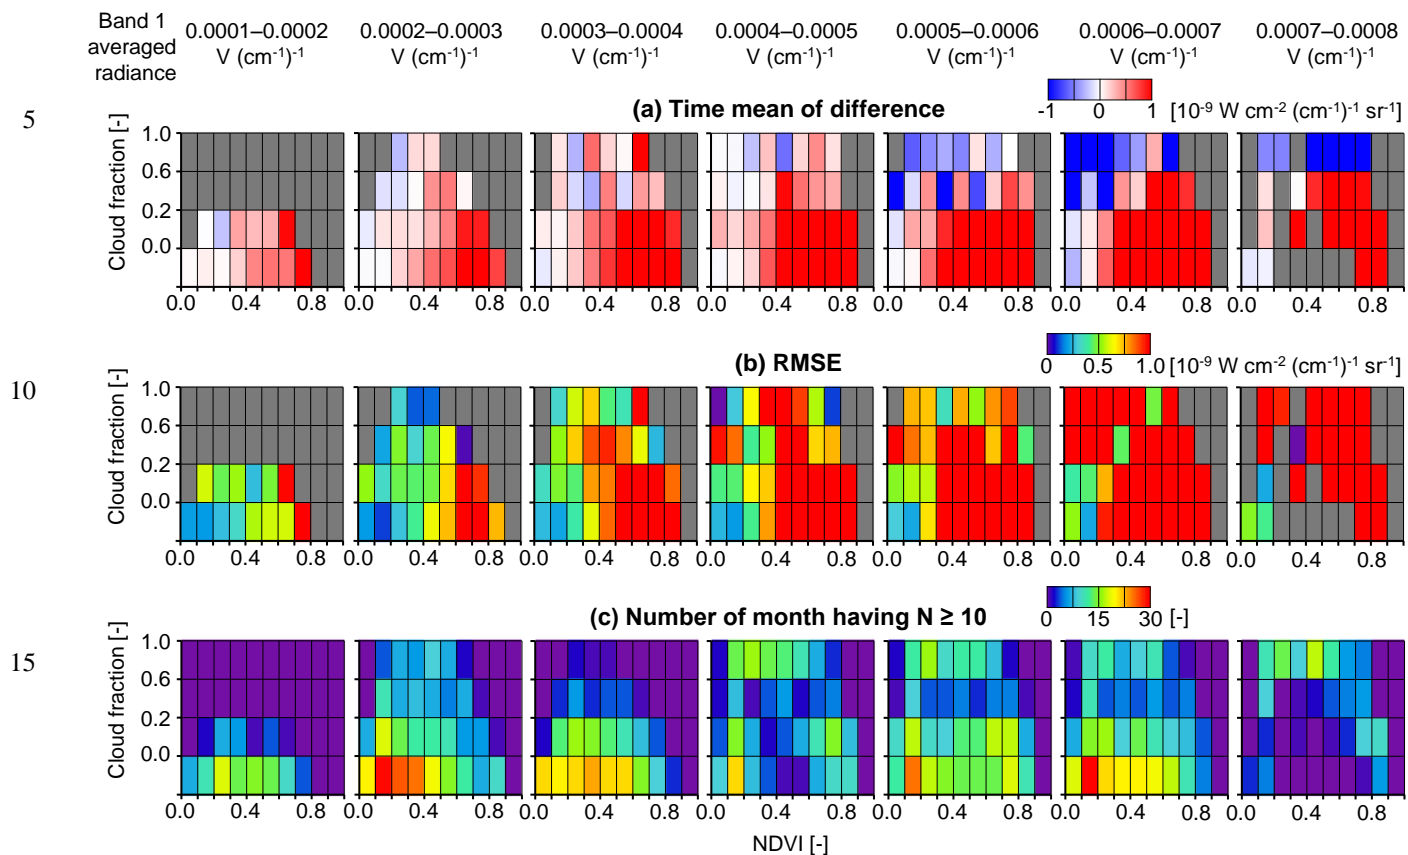 Band 1 averaged radiance
0.0001–0.0002 V (cm-1)-1
0.0002–0.0003 V (cm-1)-1
0.0003–0.0004 V (cm-1)-1
0.0004–0.0005 V (cm-1)-1
0.0005–0.0006 V (cm-1)-1
0.0006–0.0007 V (cm-1)-1
0.0007–0.0008 V (cm-1)-1
5
(a) Time mean of difference
-1 0 1 [10-9 W cm-2 (cm-1)-1 sr-1]
Cloud fraction [-]
1.0
0.6
0.2
0.0
0.0 0.4 0.8 0.0 0.4 0.8 0.0 0.4 0.8 0.0 0.4 0.8 0.0 0.4 0.8 0.0 0.4 0.8 0.0 0.4 0.8
10
(b) RMSE
0 0.5 1.0 [10-9 W cm-2 (cm-1)-1 sr-1]
Cloud fraction [-]
1.0
0.6
0.2
0.0
0.0 0.4 0.8 0.0 0.4 0.8 0.0 0.4 0.8 0.0 0.4 0.8 0.0 0.4 0.8 0.0 0.4 0.8 0.0 0.4 0.8
15
(c) Number of month having N ≥ 10
0 15 30 [-]
Cloud fraction [-]
1.0
0.6
0.2
0.0
0.0 0.4 0.8 0.0 0.4 0.8 0.0 0.4 0.8 0.0 0.4 0.8 0.0 0.4 0.8 0.0 0.4 0.8 0.0 0.4 0.8
NDVI [-]